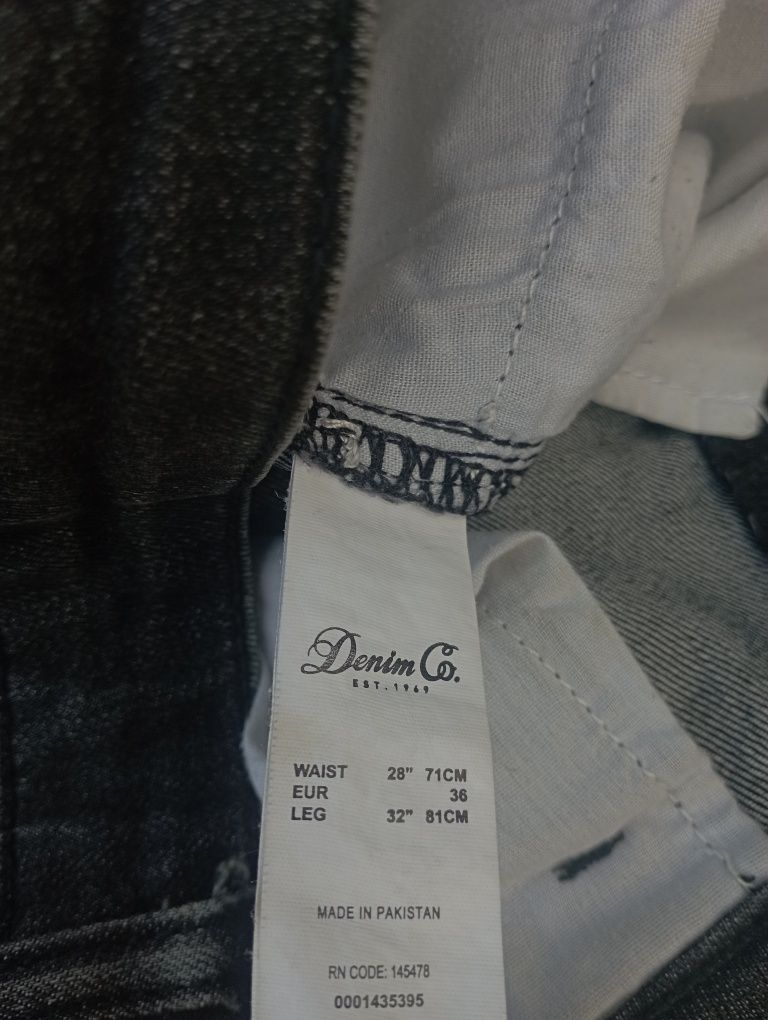 Denim Co.
EST. 1969
WAIST 28" 71CM
EUR 36
LEG 32" 81CM
MADE IN PAKISTAN
RN CODE: 145478
0001435395